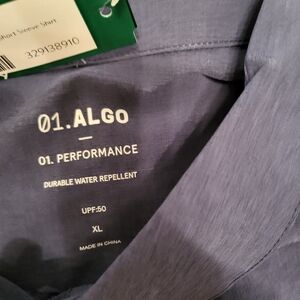 Short Sleeve Shirt
329138910
01.ALGO
01. PERFORMANCE
DURABLE WATER REPELLENT
UPF:50
XL
MADE IN CHINA